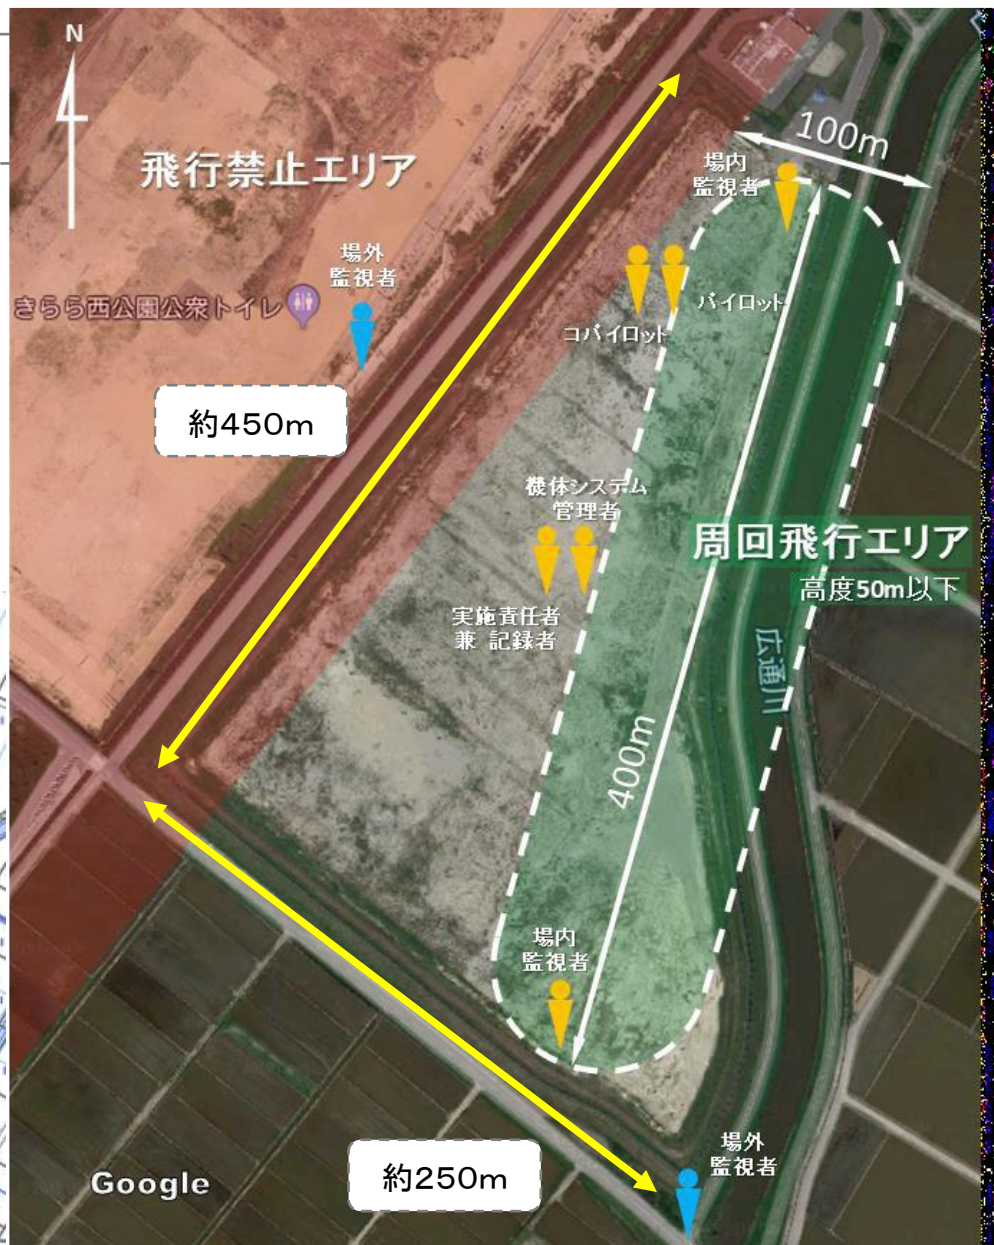 N
100m
飛行禁止エリア
場内
監視者
場外
監視者
きらら西公園公衆トイレ
パイロット
コパイロット
約450m
機体システム
管理者
周回飛行エリア
高度50m以下
実施責任者
兼 記録者
広通川
400m
場内
監視者
場外
監視者
約250m
Google